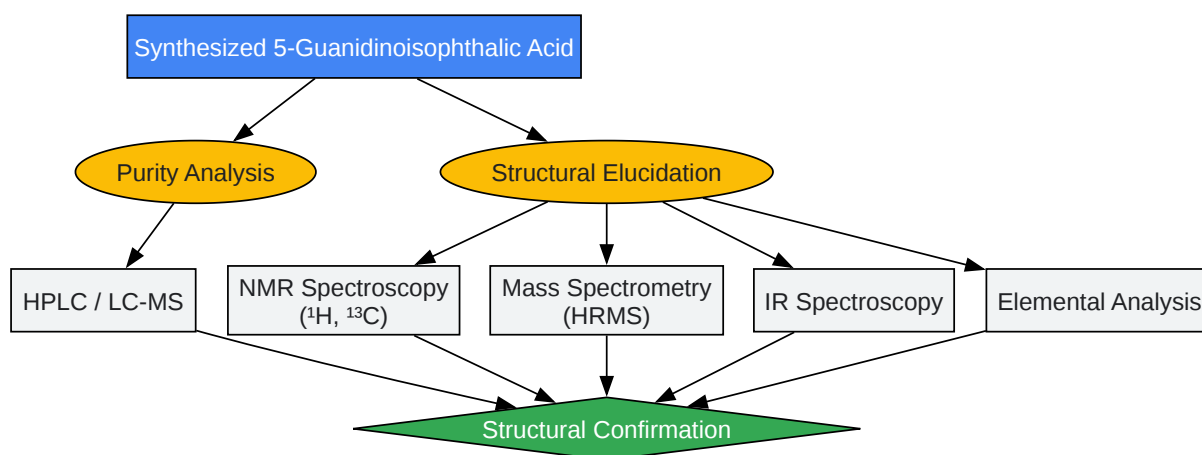 Synthesized 5-Guanidinoisophthalic Acid
Purity Analysis
Structural Elucidation
HPLC / LC-MS
NMR Spectroscopy
(¹H, ¹³C)
Mass Spectrometry
(HRMS)
IR Spectroscopy
Elemental Analysis
Structural Confirmation